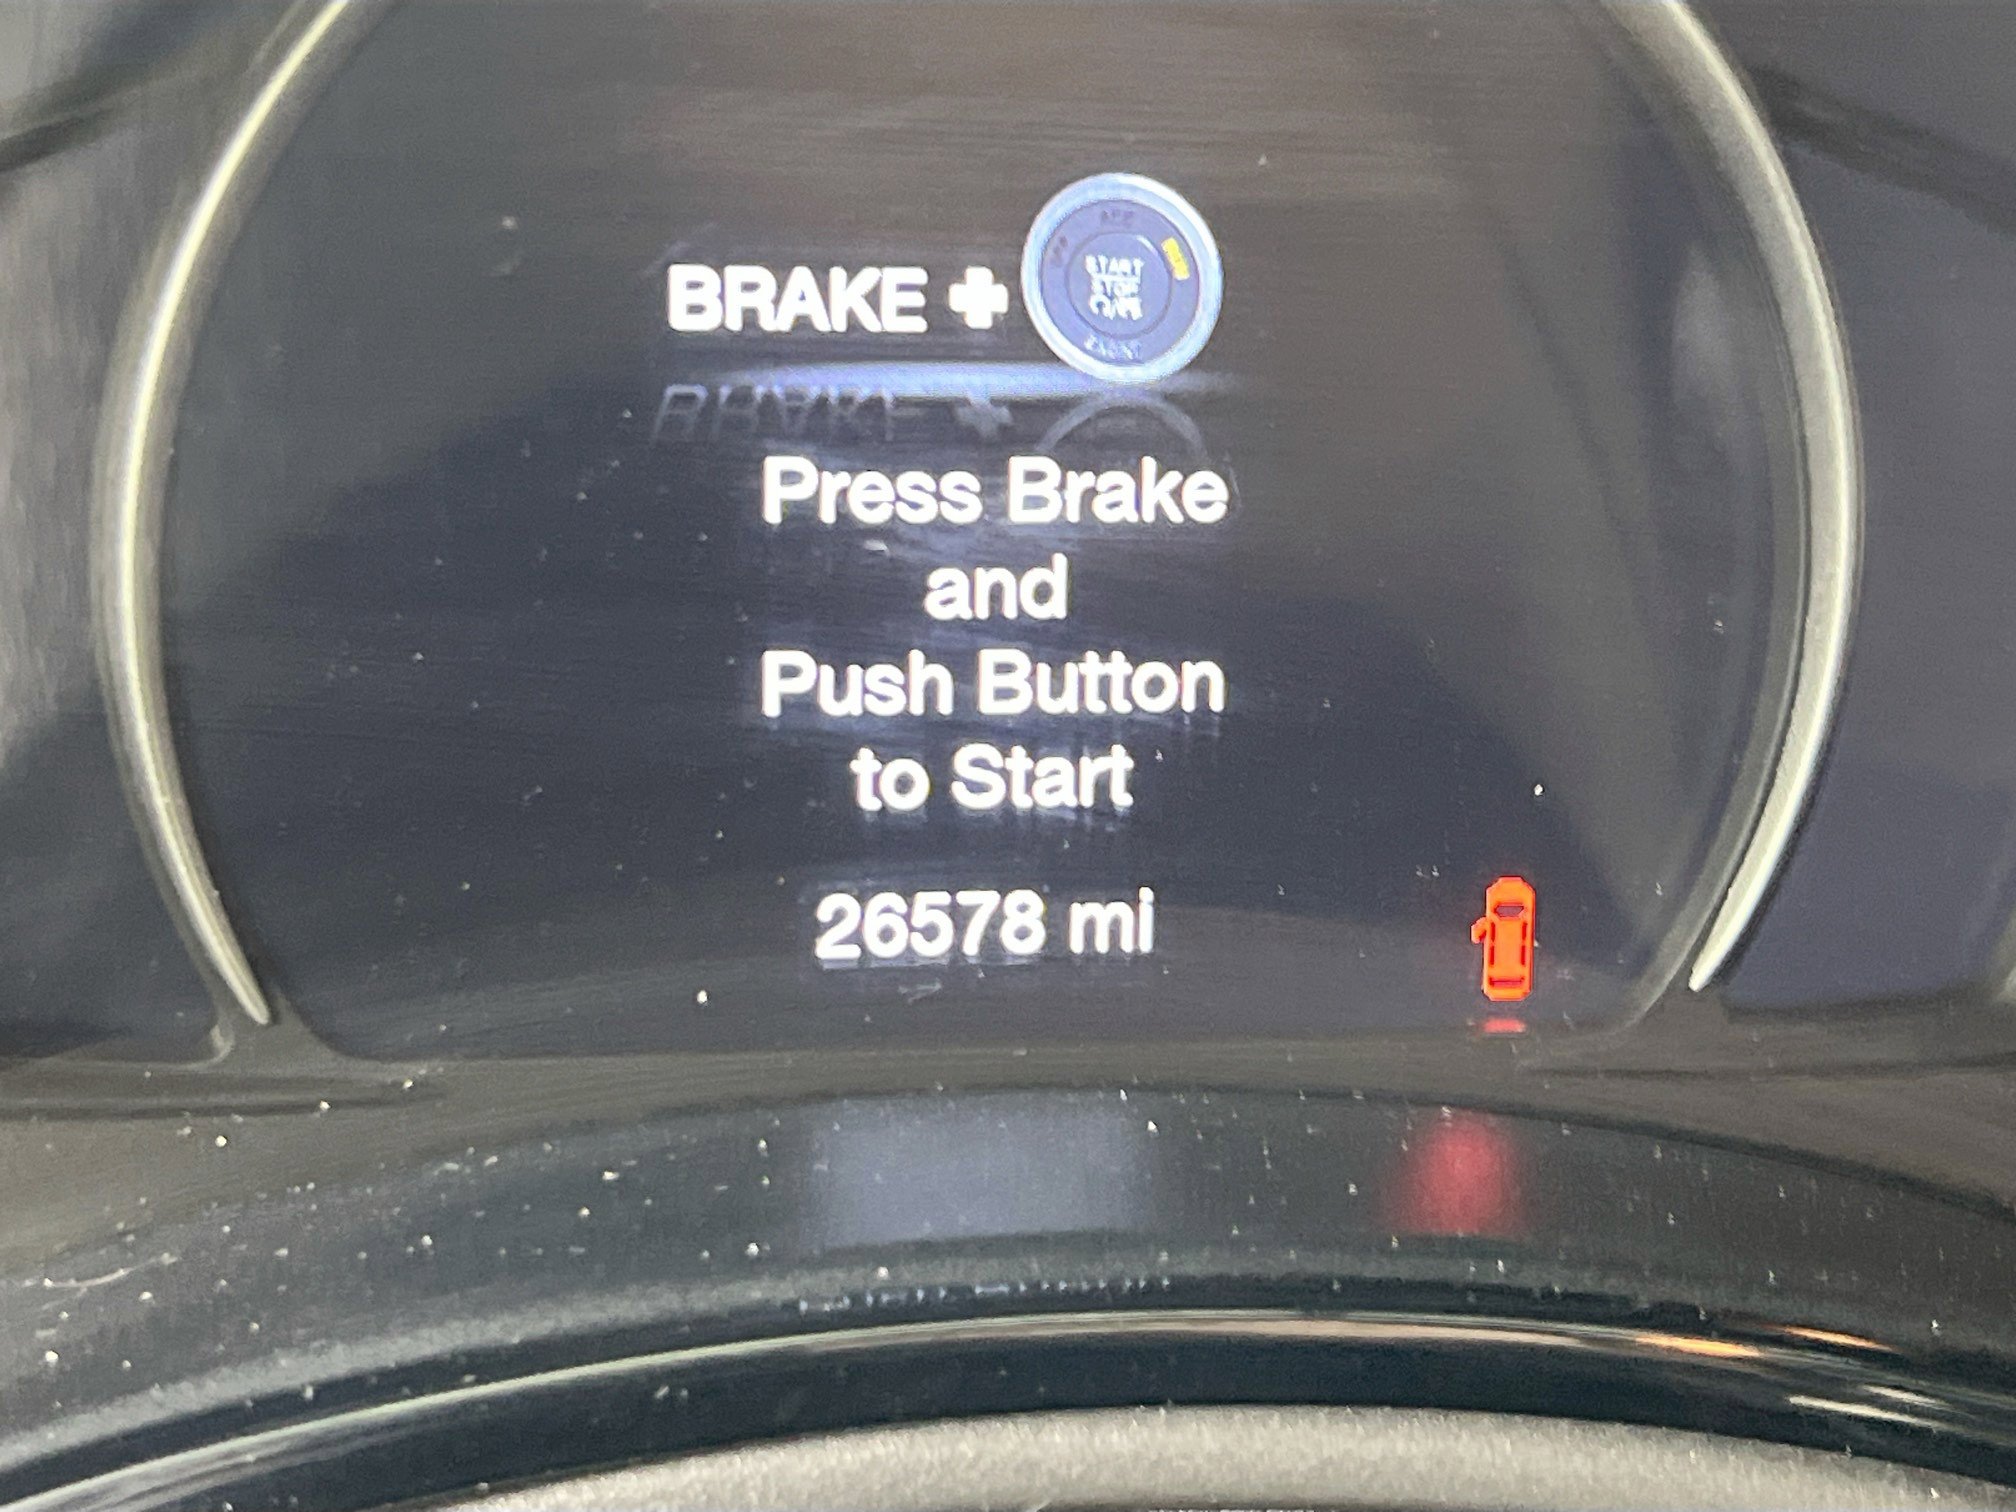 BRAKE +
START
STOP
Press Brake
and
Push Button
to Start
26578 mi